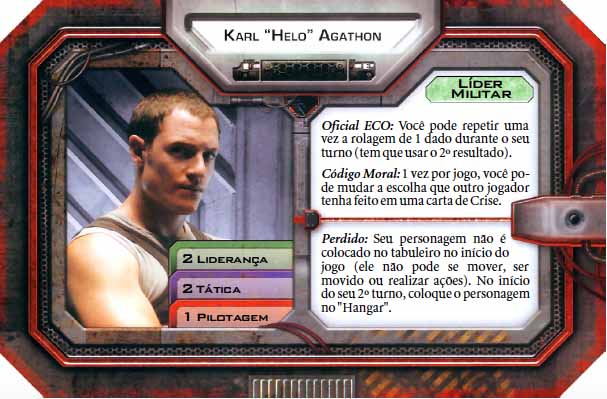 Karl "Helo" Agathon
Líder
Militar
Oficial ECO: Você pode repetir uma
vez a rolagem de 1 dado durante o seu
turno (tem que usar o 2º resultado).
Código Moral: 1 vez por jogo, você po-
de mudar a escolha que outro jogador
tenha feito em uma carta de Crise.
Perdido: Seu personagem não é
colocado no tabuleiro no início do
jogo (ele não pode se mover, ser
movido ou realizar ações). No início
do seu 2º turno, coloque o personagem
no "Hangar".
2 Liderança
2 Tática
1 Pilotagem